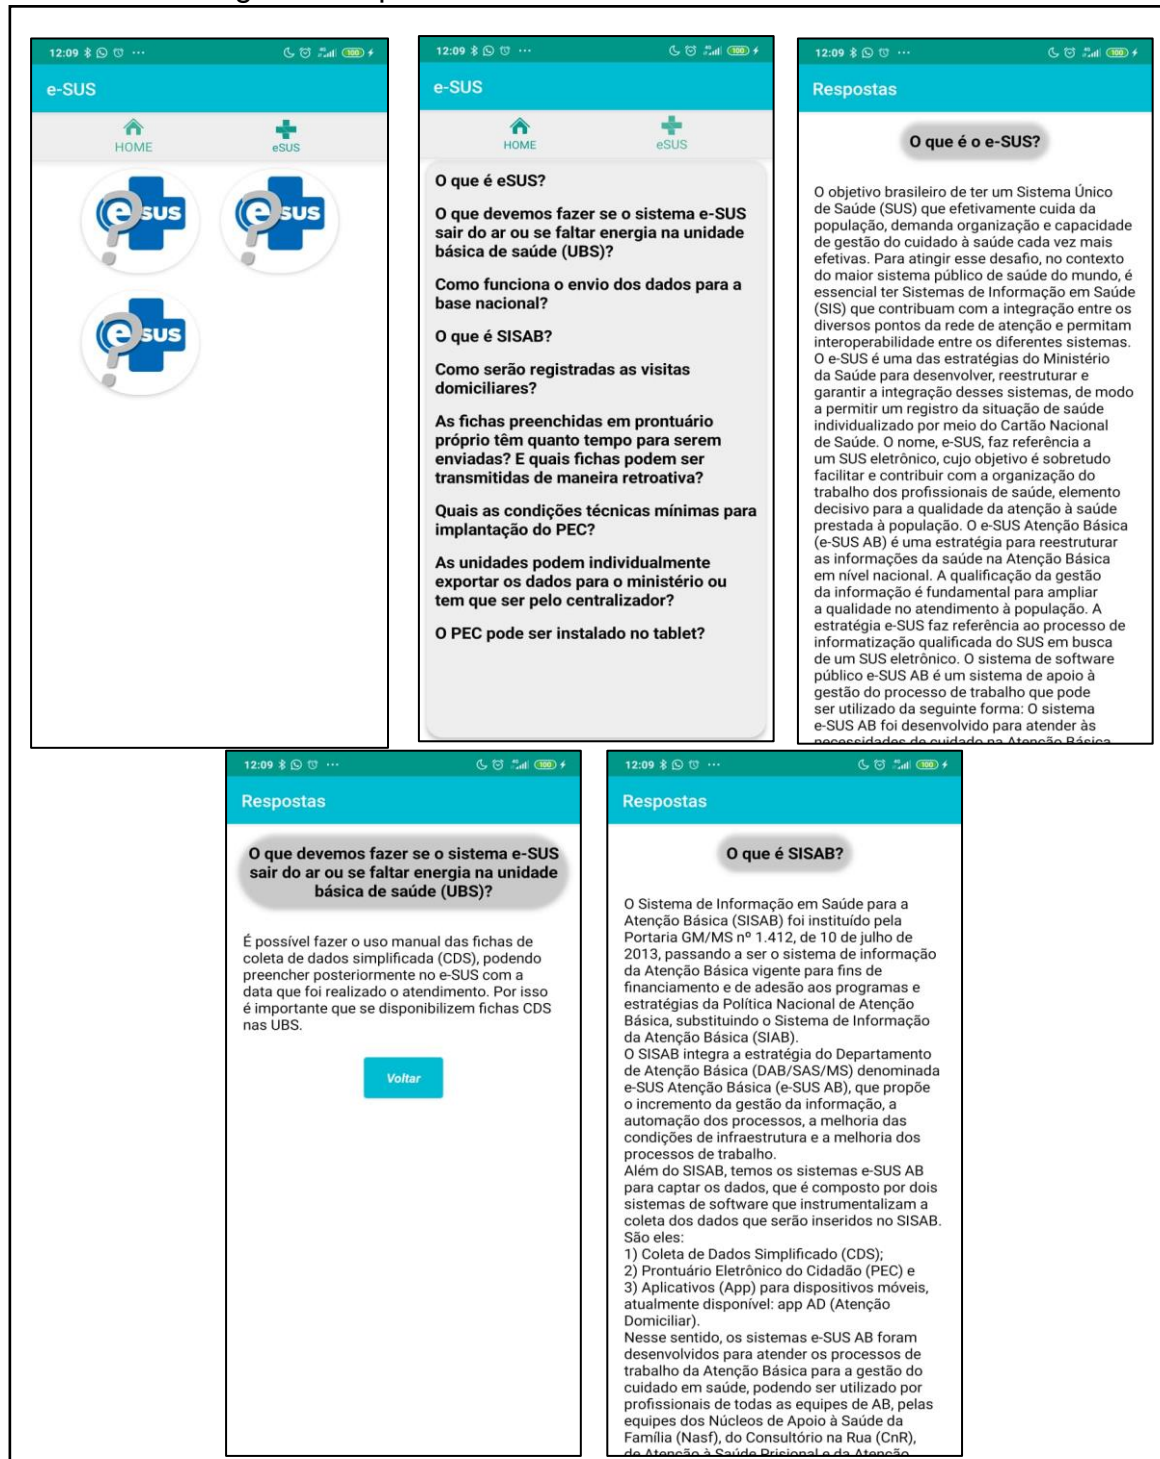 12:09
100
e-SUS
HOME
eSUS
e sus
?
e sus
?
e sus
?
12:09
100
e-SUS
HOME
eSUS
O que é eSUS?
O que devemos fazer se o sistema e-SUS
sair do ar ou se faltar energia na unidade
básica de saúde (UBS)?
Como funciona o envio dos dados para a
base nacional?
O que é SISAB?
Como serão registradas as visitas
domiciliares?
As fichas preenchidas em prontuário
próprio têm quanto tempo para serem
enviadas? E quais fichas podem ser
transmitidas de maneira retroativa?
Quais as condições técnicas mínimas para
implantação do PEC?
As unidades podem individualmente
exportar os dados para o ministério ou
tem que ser pelo centralizador?
O PEC pode ser instalado no tablet?
12:09
100
Respostas
O que é o e-SUS?
O objetivo brasileiro de ter um Sistema Único
de Saúde (SUS) que efetivamente cuida da
população, demanda organização e capacidade
de gestão do cuidado à saúde cada vez mais
efetivas. Para atingir esse desafio, no contexto
do maior sistema público de saúde do mundo, é
essencial ter Sistemas de Informação em Saúde
(SIS) que contribuam com a integração entre os
diversos pontos da rede de atenção e permitam
interoperabilidade entre os diferentes sistemas.
O e-SUS é uma das estratégias do Ministério
da Saúde para desenvolver, reestruturar e
garantir a integração desses sistemas, de modo
a permitir um registro da situação de saúde
individualizado por meio do Cartão Nacional
de Saúde. O nome, e-SUS, faz referência a
um SUS eletrônico, cujo objetivo é sobretudo
facilitar e contribuir com a organização do
trabalho dos profissionais de saúde, elemento
decisivo para a qualidade da atenção à saúde
prestada à população. O e-SUS Atenção Básica
(e-SUS AB) é uma estratégia para reestruturar
as informações da saúde na Atenção Básica
em nível nacional. A qualificação da gestão
da informação é fundamental para ampliar
a qualidade no atendimento à população. A
estratégia e-SUS faz referência ao processo de
informatização qualificada do SUS em busca
de um SUS eletrônico. O sistema de software
público e-SUS AB é um sistema de apoio à
gestão do processo de trabalho que pode
ser utilizado da seguinte forma: O sistema
e-SUS AB foi desenvolvido para atender às
necessidades de cuidado na Atenção Básica
12:09
100
Respostas
O que devemos fazer se o sistema e-SUS
sair do ar ou se faltar energia na unidade
básica de saúde (UBS)?
É possível fazer o uso manual das fichas de
coleta de dados simplificada (CDS), podendo
preencher posteriormente no e-SUS com a
data que foi realizado o atendimento. Por isso
é importante que se disponibilizem fichas CDS
nas UBS.
Voltar
12:09
100
Respostas
O que é SISAB?
O Sistema de Informação em Saúde para a
Atenção Básica (SISAB) foi instituído pela
Portaria GM/MS nº 1.412, de 10 de julho de
2013, passando a ser o sistema de informação
da Atenção Básica vigente para fins de
financiamento e de adesão aos programas e
estratégias da Política Nacional de Atenção
Básica, substituindo o Sistema de Informação
da Atenção Básica (SIAB).
O SISAB integra a estratégia do Departamento
de Atenção Básica (DAB/SAS/MS) denominada
e-SUS Atenção Básica (e-SUS AB), que propõe
o incremento da gestão da informação, a
automação dos processos, a melhoria das
condições de infraestrutura e a melhoria dos
processos de trabalho.
Além do SISAB, temos os sistemas e-SUS AB
para captar os dados, que é composto por dois
sistemas de software que instrumentalizam a
coleta dos dados que serão inseridos no SISAB.
São eles:
1) Coleta de Dados Simplificado (CDS);
2) Prontuário Eletrônico do Cidadão (PEC) e
3) Aplicativos (App) para dispositivos móveis,
atualmente disponível: app AD (Atenção
Domiciliar).
Nesse sentido, os sistemas e-SUS AB foram
desenvolvidos para atender os processos de
trabalho da Atenção Básica para a gestão do
cuidado em saúde, podendo ser utilizado por
profissionais de todas as equipes de AB, pelas
equipes dos Núcleos de Apoio à Saúde da
Família (Nasf), do Consultório na Rua (CnR),
de Atenção à Saúde Prisional e da Atenção